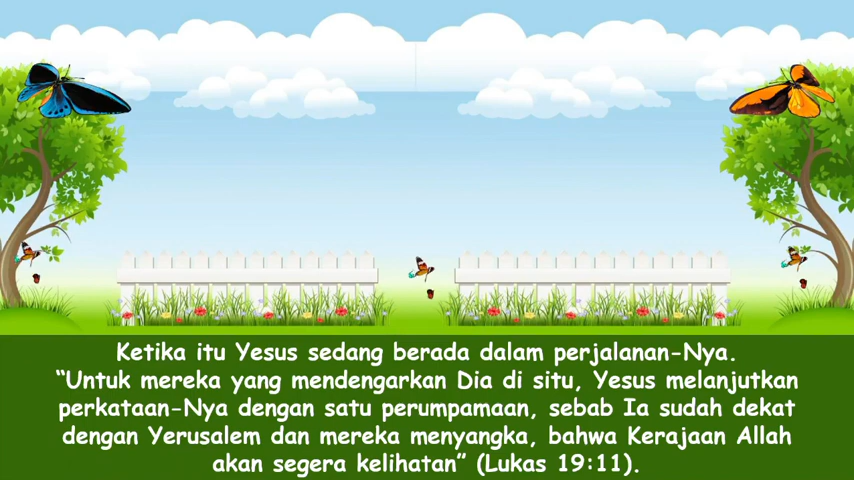 Ketika itu Yesus sedang berada dalam perjalanan-Nya.
“Untuk mereka yang mendengarkan Dia di situ, Yesus melanjutkan
perkataan-Nya dengan satu perumpamaan, sebab Ia sudah dekat
dengan Yerusalem dan mereka menyangka, bahwa Kerajaan Allah
akan segera kelihatan” (Lukas 19:11).